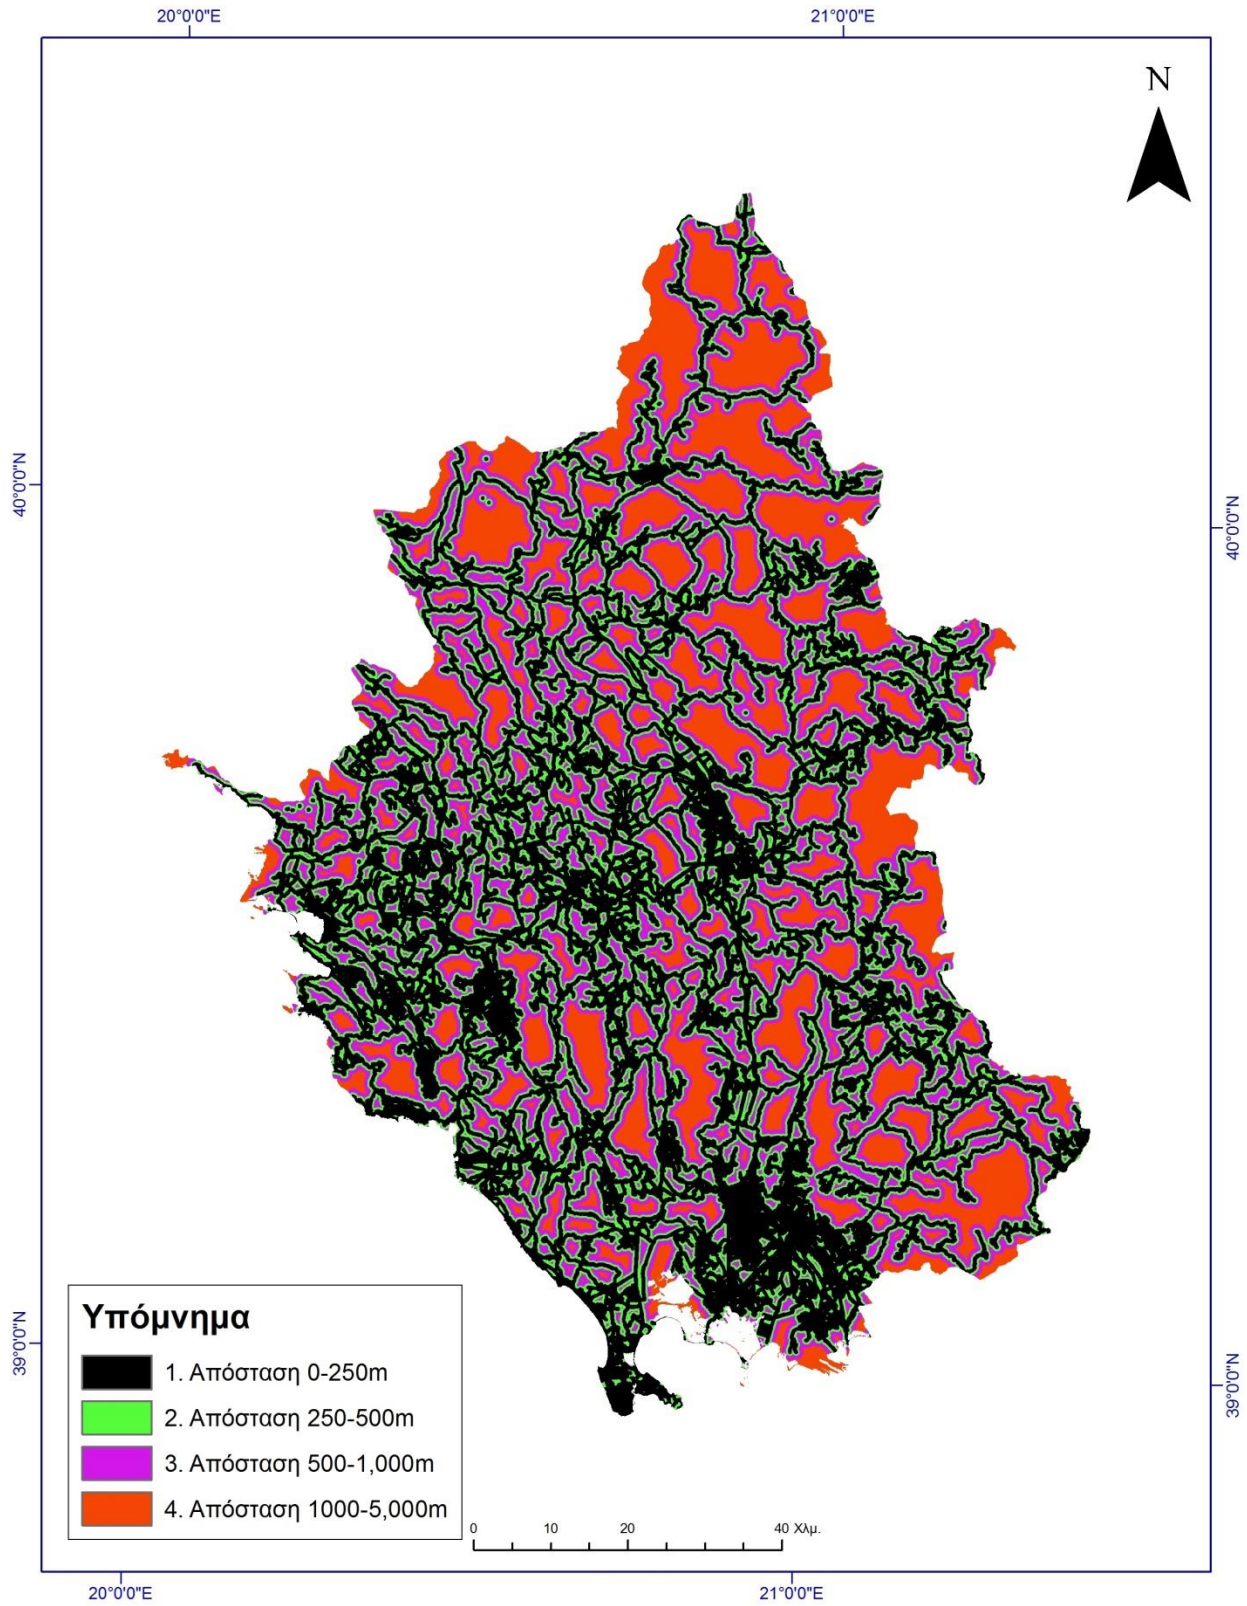 20°0'0"E
21°0'0"E
N
40°0'0"N
40°0'0"N
39°0'0"N
39°0'0"N
Υπόμνημα
1. Απόσταση 0-250m
2. Απόσταση 250-500m
3. Απόσταση 500-1,000m
4. Απόσταση 1000-5,000m
0 10 20 40 Χλμ.
20°0'0"E
21°0'0"E